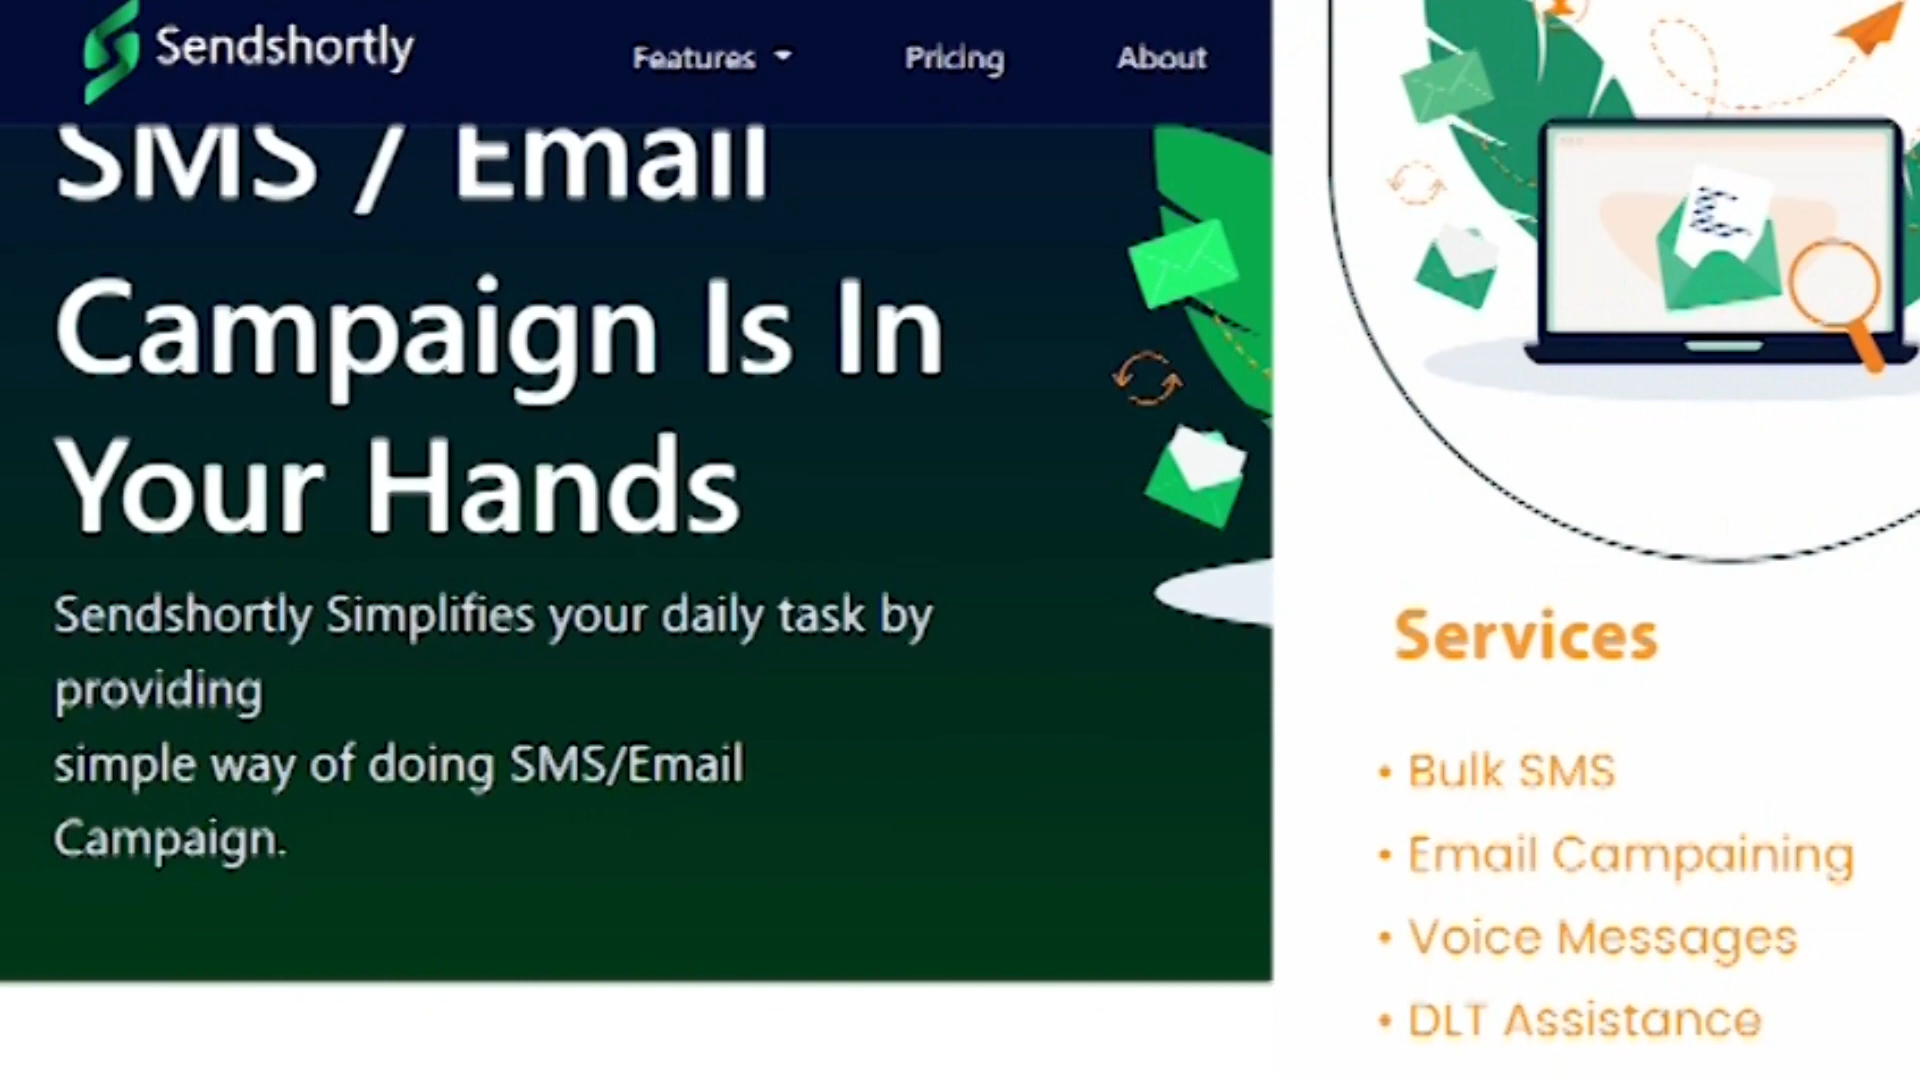 Sendshortly
Features
Pricing
About
SMS / Email
Campaign Is In
Your Hands
Sendshortly Simplifies your daily task by
providing
simple way of doing SMS/Email
Campaign.
Services
• Bulk SMS
• Email Campaining
• Voice Messages
• DLT Assistance